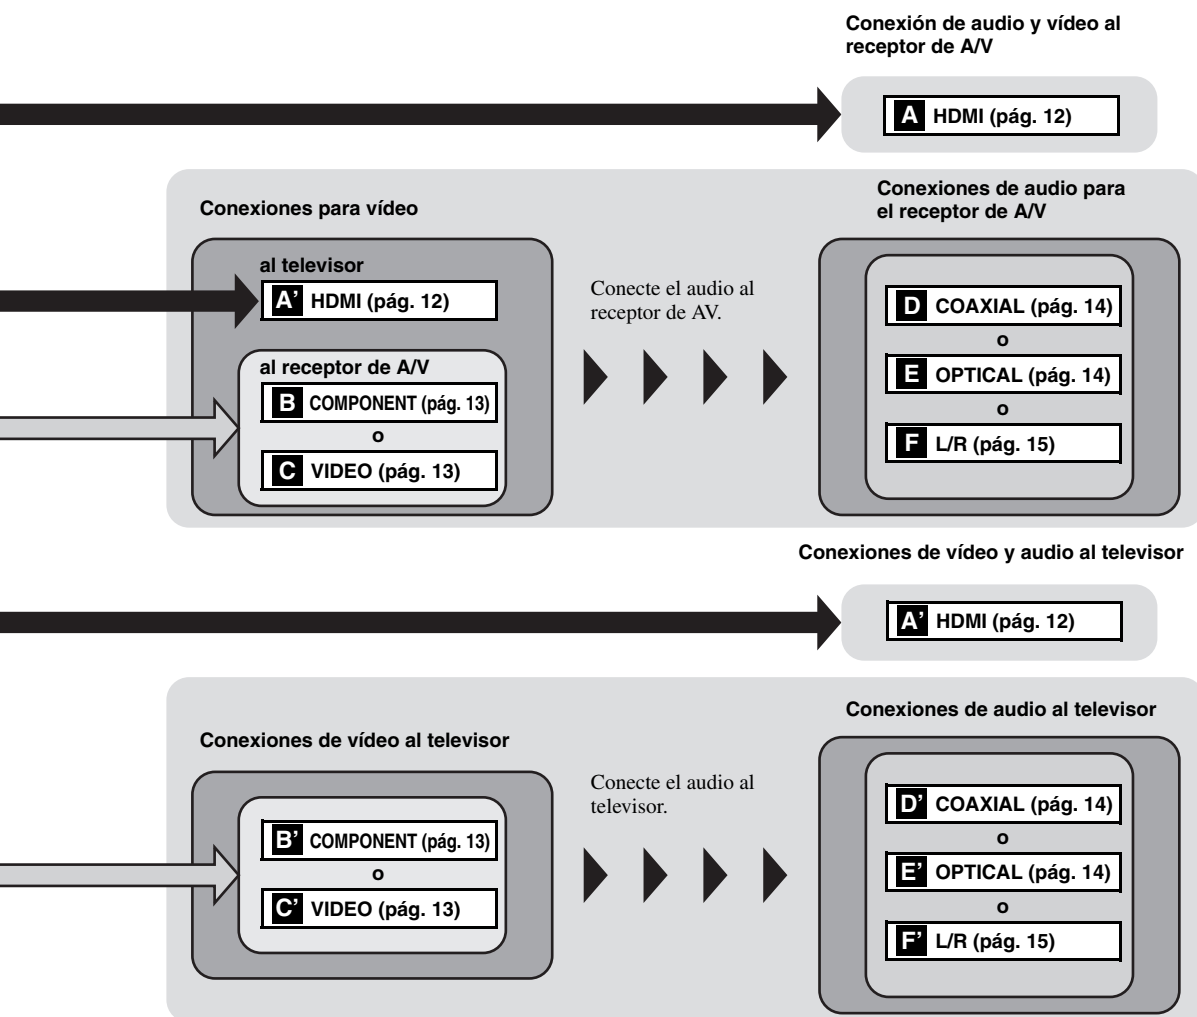 Conexión de audio y vídeo al
receptor de A/V
A HDMI (pág. 12)
Conexiones para vídeo
al televisor
A’ HDMI (pág. 12)
al receptor de A/V
B COMPONENT (pág. 13)
o
C VIDEO (pág. 13)
Conecte el audio al
receptor de AV.
Conexiones de audio para
el receptor de A/V
D COAXIAL (pág. 14)
o
E OPTICAL (pág. 14)
o
F L/R (pág. 15)
Conexiones de vídeo y audio al televisor
A’ HDMI (pág. 12)
Conexiones de vídeo al televisor
B’ COMPONENT (pág. 13)
o
C’ VIDEO (pág. 13)
Conecte el audio al
televisor.
Conexiones de audio al televisor
D’ COAXIAL (pág. 14)
o
E’ OPTICAL (pág. 14)
o
F’ L/R (pág. 15)